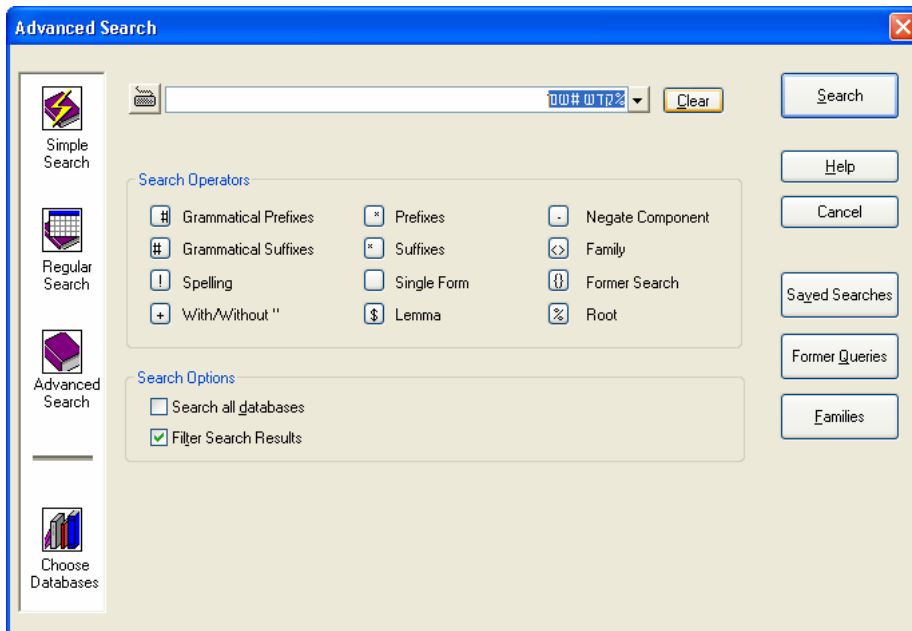 Advanced Search
Simple
Search
Regular
Search
Advanced
Search
Choose
Databases
%קדש #שם
Clear
Search Operators
# Grammatical Prefixes
# Grammatical Suffixes
! Spelling
+ With/Without "
* Prefixes
* Suffixes
Single Form
$ Lemma
- Negate Component
<> Family
{} Former Search
% Root
Search Options
Search all databases
Filter Search Results
Search
Help
Cancel
Saved Searches
Former Queries
Families